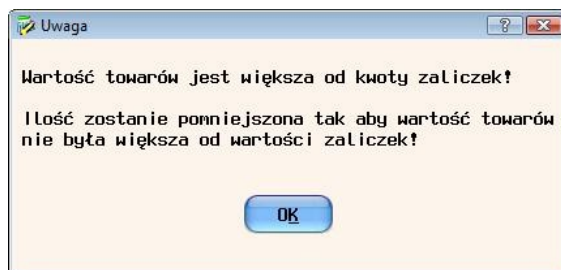 Uwaga
Wartość towarów jest większa od kwoty zaliczek!
Ilość zostanie pomniejszona tak aby wartość towarów
nie była większa od wartości zaliczek!
OK